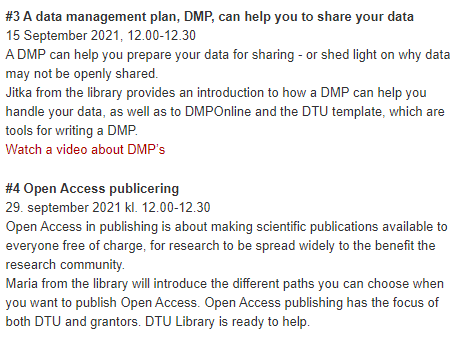 #3 A data management plan, DMP, can help you to share your data
15 September 2021, 12.00-12.30
A DMP can help you prepare your data for sharing - or shed light on why data
may not be openly shared.
Jitka from the library provides an introduction to how a DMP can help you
handle your data, as well as to DMPOnline and the DTU template, which are
tools for writing a DMP.
Watch a video about DMP's
#4 Open Access publicering
29. september 2021 kl. 12.00-12.30
Open Access in publishing is about making scientific publications available to
everyone free of charge, for research to be spread widely to the benefit the
research community.
Maria from the library will introduce the different paths you can choose when
you want to publish Open Access. Open Access publishing has the focus of
both DTU and grantors. DTU Library is ready to help.